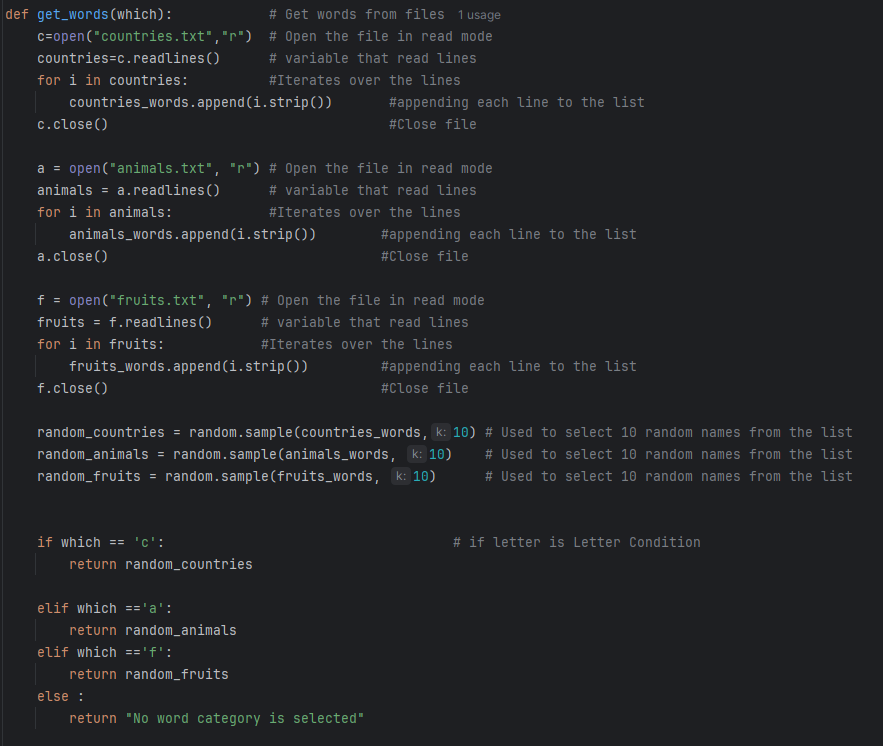 def get_words(which):            # Get words from files  1 usage
    c=open("countries.txt","r")  # Open the file in read mode
    countries=c.readlines()      # variable that read lines
    for i in countries:          #Iterates over the lines
        countries_words.append(i.strip())       #appending each line to the list
    c.close()                                   #Close file

    a = open("animals.txt", "r") # Open the file in read mode
    animals = a.readlines()      # variable that read lines
    for i in animals:            #Iterates over the lines
        animals_words.append(i.strip())        #appending each line to the list
    a.close()                                  #Close file

    f = open("fruits.txt", "r") # Open the file in read mode
    fruits = f.readlines()      # variable that read lines
    for i in fruits:            #Iterates over the lines
        fruits_words.append(i.strip())         #appending each line to the list
    f.close()                                  #Close file

    random_countries = random.sample(countries_words, k: 10) # Used to select 10 random names from the list
    random_animals = random.sample(animals_words, k: 10)    # Used to select 10 random names from the list
    random_fruits = random.sample(fruits_words, k: 10)      # Used to select 10 random names from the list


    if which == 'c':                                    # if letter is Letter Condition
        return random_countries

    elif which =='a':
        return random_animals
    elif which =='f':
        return random_fruits
    else :
        return "No word category is selected"